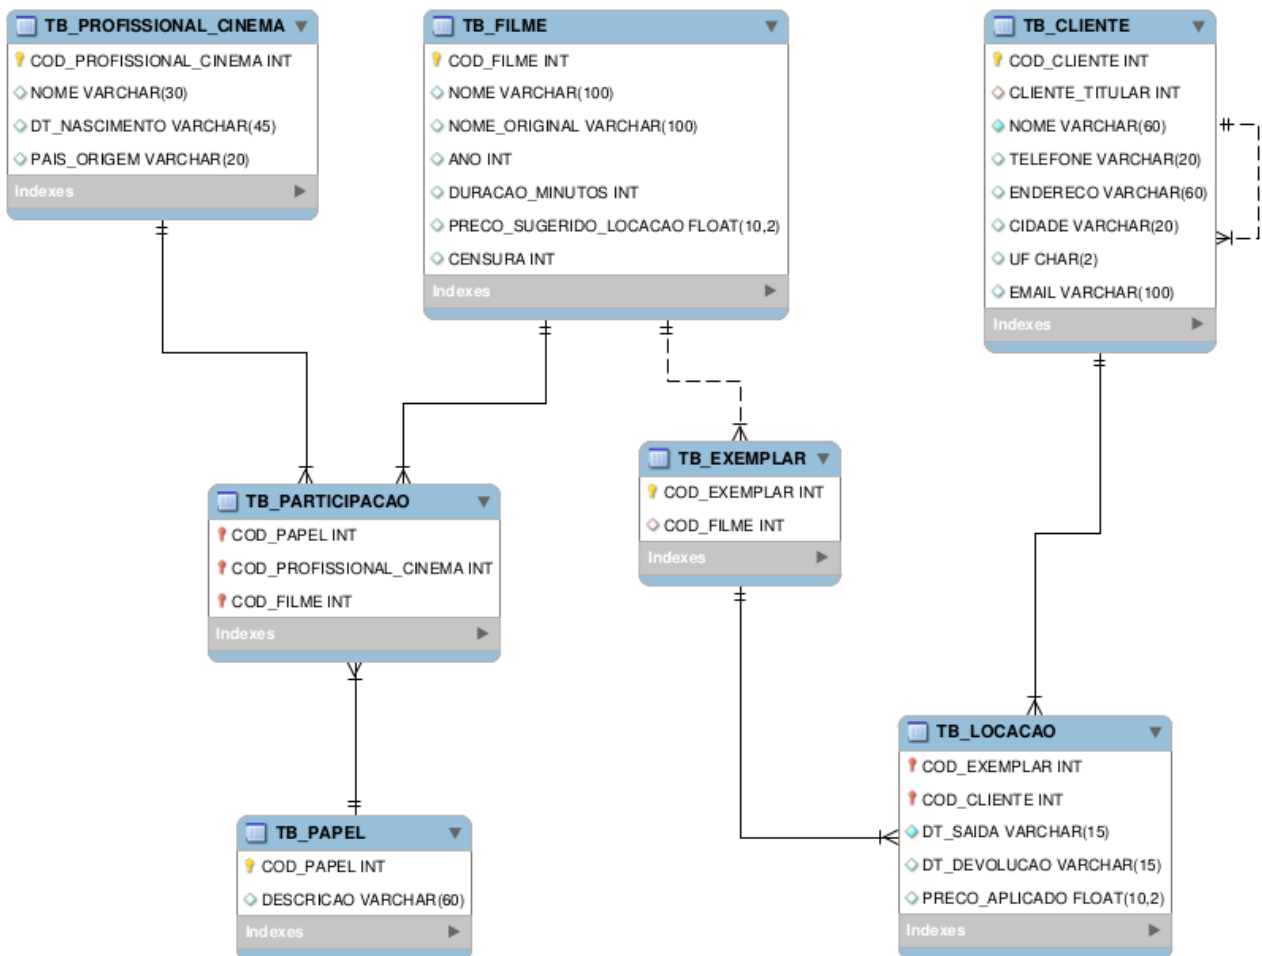 TB_PROFISSIONAL_CINEMA
COD_PROFISSIONAL_CINEMA INT
NOME VARCHAR(30)
DT_NASCIMENTO VARCHAR(45)
PAIS_ORIGEM VARCHAR(20)
Indexes
TB_FILME
COD_FILME INT
NOME VARCHAR(100)
NOME_ORIGINAL VARCHAR(100)
ANO INT
DURACAO_MINUTOS INT
PRECO_SUGERIDO_LOCACAO FLOAT(10,2)
CENSURA INT
Indexes
TB_CLIENTE
COD_CLIENTE INT
CLIENTE_TITULAR INT
NOME VARCHAR(60)
TELEFONE VARCHAR(20)
ENDERECO VARCHAR(60)
CIDADE VARCHAR(20)
UF CHAR(2)
EMAIL VARCHAR(100)
Indexes
TB_PARTICIPACAO
COD_PAPEL INT
COD_PROFISSIONAL_CINEMA INT
COD_FILME INT
Indexes
TB_EXEMPLAR
COD_EXEMPLAR INT
COD_FILME INT
Indexes
TB_PAPEL
COD_PAPEL INT
DESCRICAO VARCHAR(60)
Indexes
TB_LOCACAO
COD_EXEMPLAR INT
COD_CLIENTE INT
DT_SAIDA VARCHAR(15)
DT_DEVOLUCAO VARCHAR(15)
PRECO_APLICADO FLOAT(10,2)
Indexes